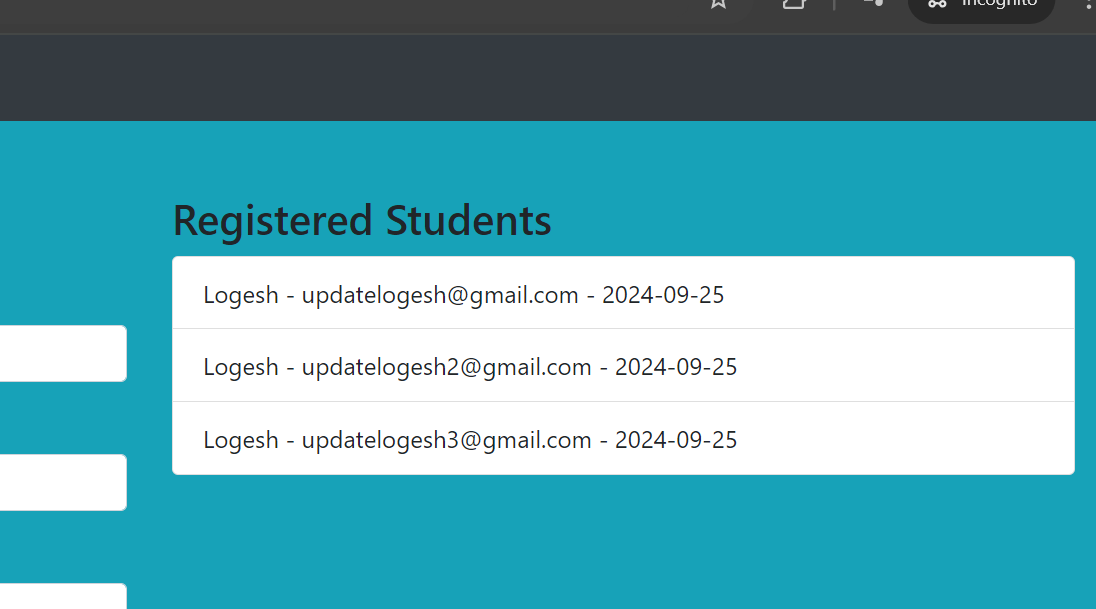 Incognito
Registered Students
Logesh - updatelogesh@gmail.com - 2024-09-25
Logesh - updatelogesh2@gmail.com - 2024-09-25
Logesh - updatelogesh3@gmail.com - 2024-09-25